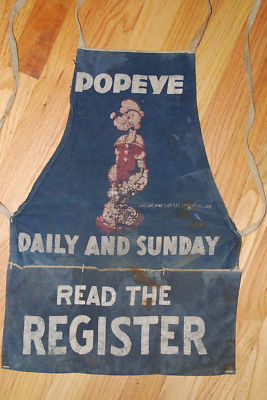 POPEYE
DAILY AND SUNDAY
READ THE
REGISTER